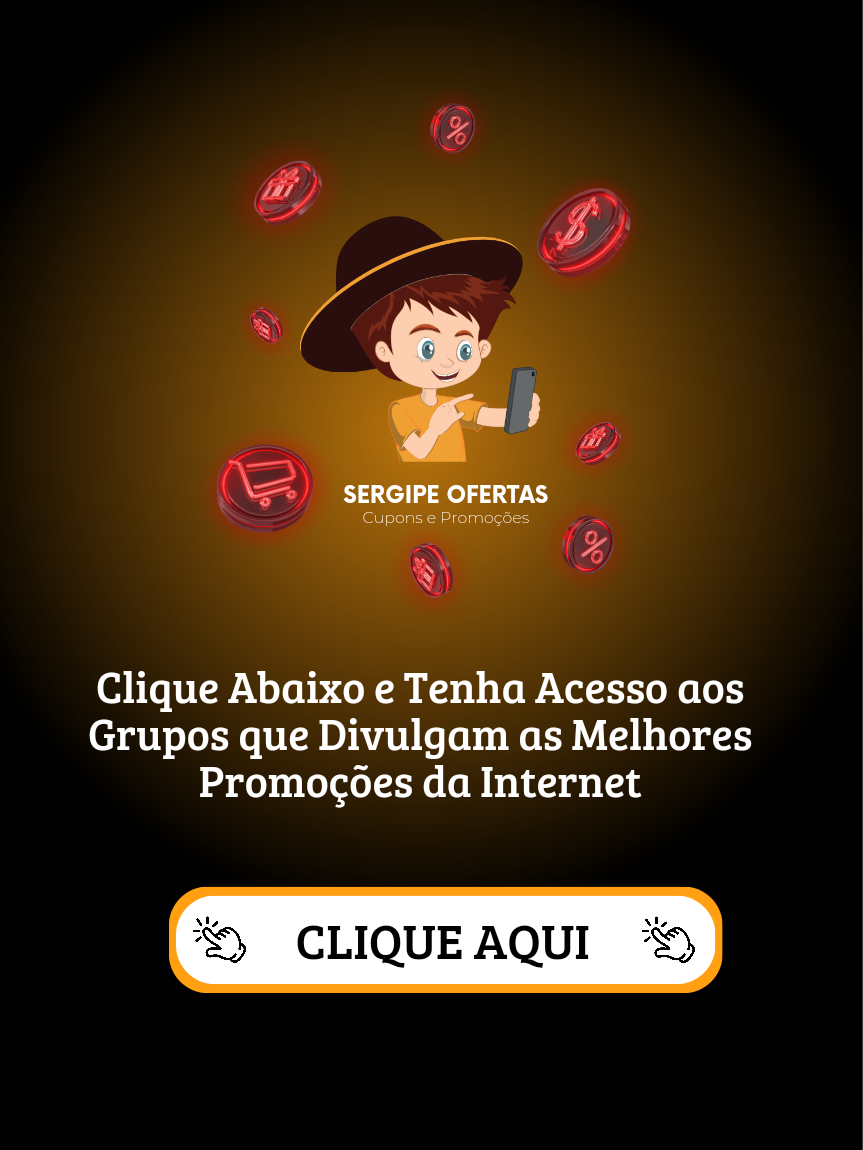 SERGIPE OFERTAS
Cupons e Promoções
Clique Abaixo e Tenha Acesso aos
Grupos que Divulgam as Melhores
Promoções da Internet
CLIQUE AQUI